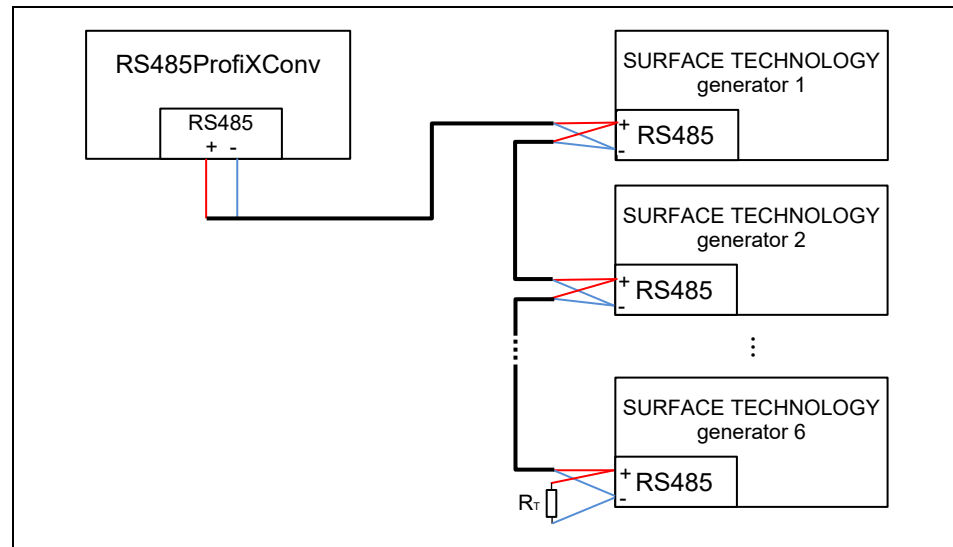 RS485ProfiXConv
RS485
+ -
SURFACE TECHNOLOGY
generator 1
+
RS485
-
SURFACE TECHNOLOGY
generator 2
+
RS485
-
⋮
SURFACE TECHNOLOGY
generator 6
+
RS485
-
RT